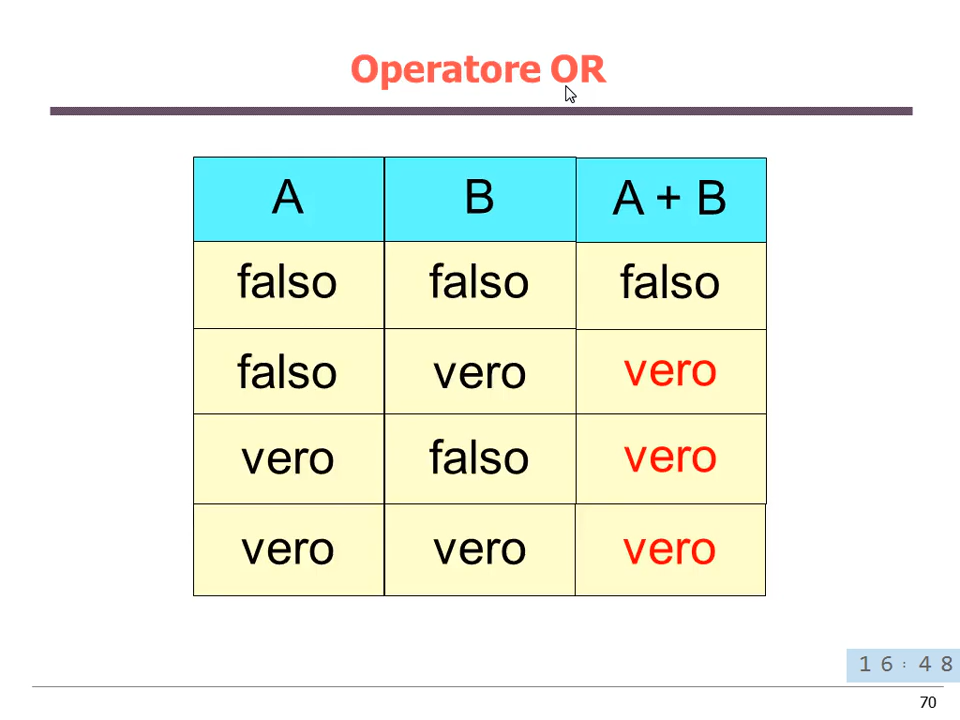 Operatore OR
A B A + B
falso falso falso
falso vero vero
vero falso vero
vero vero vero
16:48
70